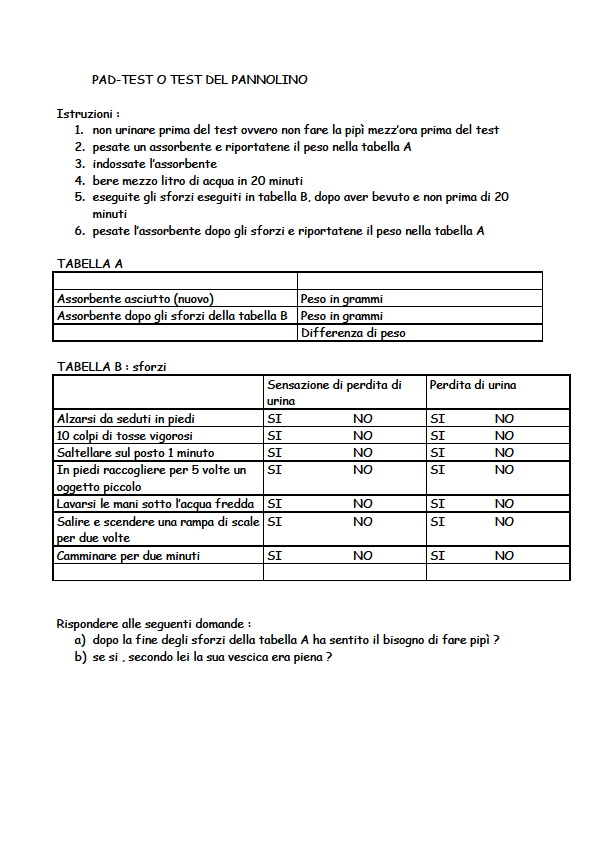 PAD-TEST O TEST DEL PANNOLINO
Istruzioni :
1. non urinare prima del test ovvero non fare la pipì mezz'ora prima del test
2. pesate un assorbente e riportatene il peso nella tabella A
3. indossate l'assorbente
4. bere mezzo litro di acqua in 20 minuti
5. eseguite gli sforzi eseguiti in tabella B, dopo aver bevuto e non prima di 20
minuti
6. pesate l'assorbente dopo gli sforzi e riportatene il peso nella tabella A
TABELLA A
Assorbente asciutto (nuovo) Peso in grammi
Assorbente dopo gli sforzi della tabella B Peso in grammi
Differenza di peso
TABELLA B : sforzi
Sensazione di perdita di Perdita di urina
urina
Alzarsi da seduti in piedi SI NO SI NO
10 colpi di tosse vigorosi SI NO SI NO
Saltellare sul posto 1 minuto SI NO SI NO
In piedi raccogliere per 5 volte un SI NO SI NO
oggetto piccolo
Lavarsi le mani sotto l'acqua fredda SI NO SI NO
Salire e scendere una rampa di scale SI NO SI NO
per due volte
Camminare per due minuti SI NO SI NO
Rispondere alle seguenti domande :
a) dopo la fine degli sforzi della tabella A ha sentito il bisogno di fare pipì ?
b) se si , secondo lei la sua vescica era piena ?